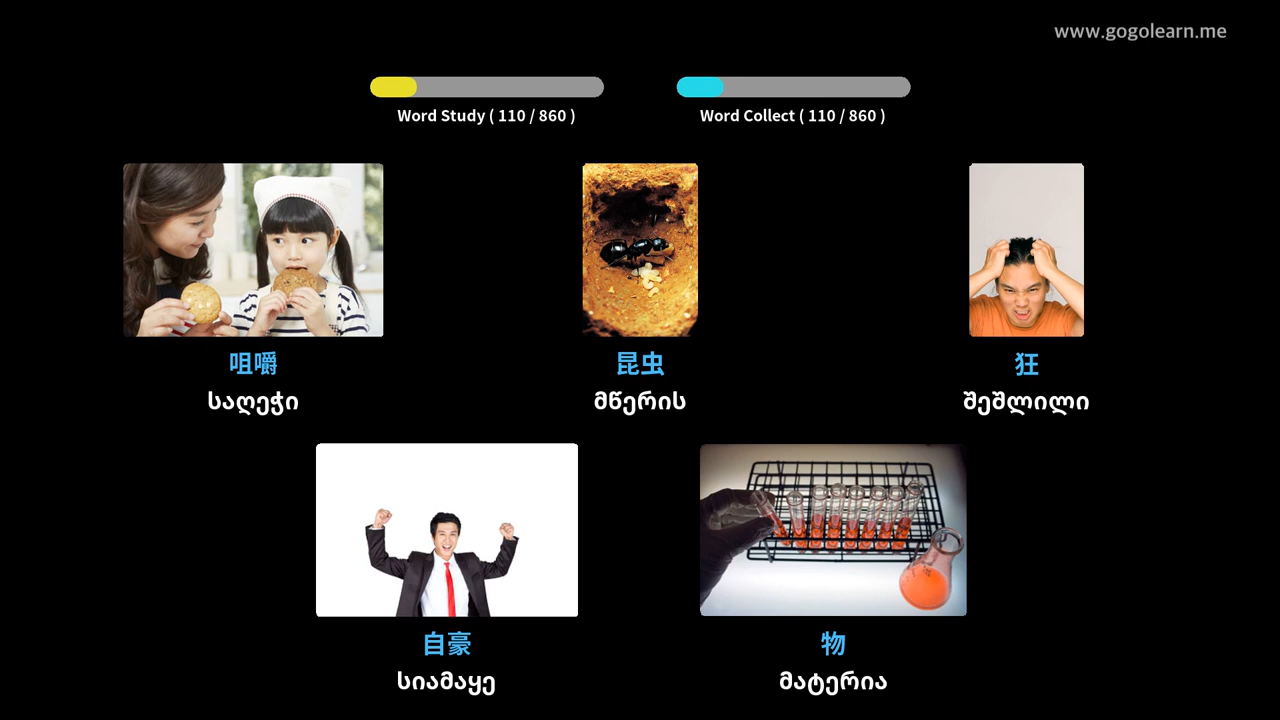 www.gogolearn.me
Word Study ( 110 / 860 )
Word Collect ( 110 / 860 )
咀嚼
საღეჭი
昆虫
მწერის
狂
შეშლილი
自豪
სიამაყე
物
მატერია